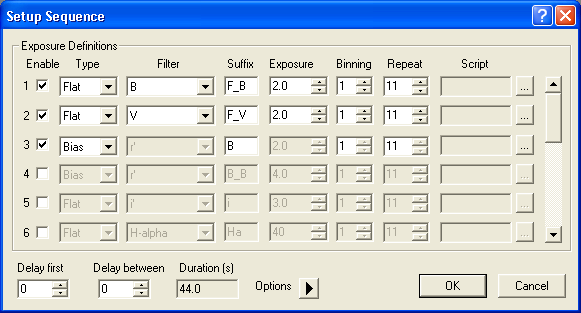 Setup Sequence
Exposure Definitions
Enable Type Filter Suffix Exposure Binning Repeat Script
1 Flat B F_B 2.0 1 11 ...
2 Flat V F_V 2.0 1 11 ...
3 Bias r' B 2.0 1 11 ...
4 Bias r' B_B 4.0 1 11 ...
5 Flat i' i 3.0 1 11 ...
6 Flat H-alpha Ha 40 1 11 ...
Delay first Delay between Duration (s)
0 0 44.0 Options OK Cancel